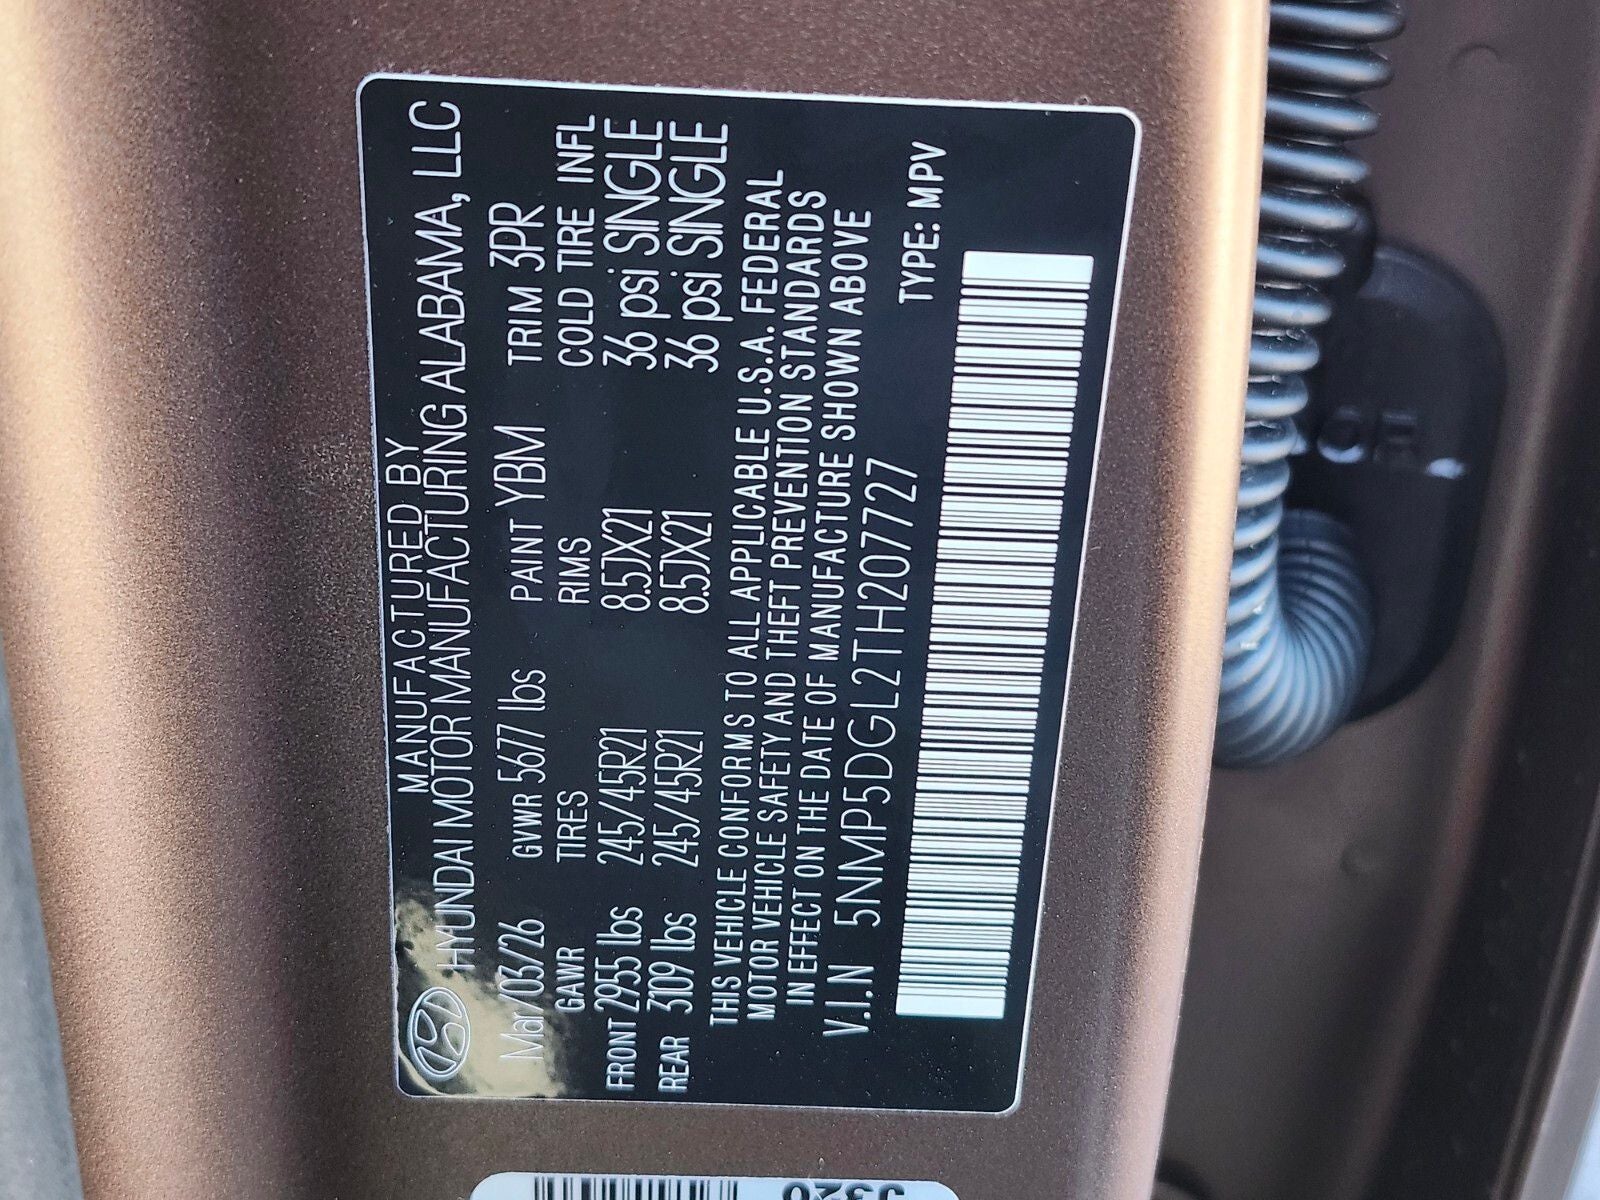 MANUFACTURED BY
HYUNDAI MOTOR MANUFACTURING ALABAMA, LLC
Mar/03/26 GVWR 5677 lbs PAINT YBM TRIM 3PR
GAWR TIRES RIMS COLD TIRE INFL
FRONT 2955 lbs 245/45R21 8.5JX21 36 psi SINGLE
REAR 3109 lbs 245/45R21 8.5JX21 36 psi SINGLE
THIS VEHICLE CONFORMS TO ALL APPLICABLE U.S.A. FEDERAL
MOTOR VEHICLE SAFETY AND THEFT PREVENTION STANDARDS
IN EFFECT ON THE DATE OF MANUFACTURE SHOWN ABOVE
V.I.N 5NMP5DGL2TH207727 TYPE: MPV